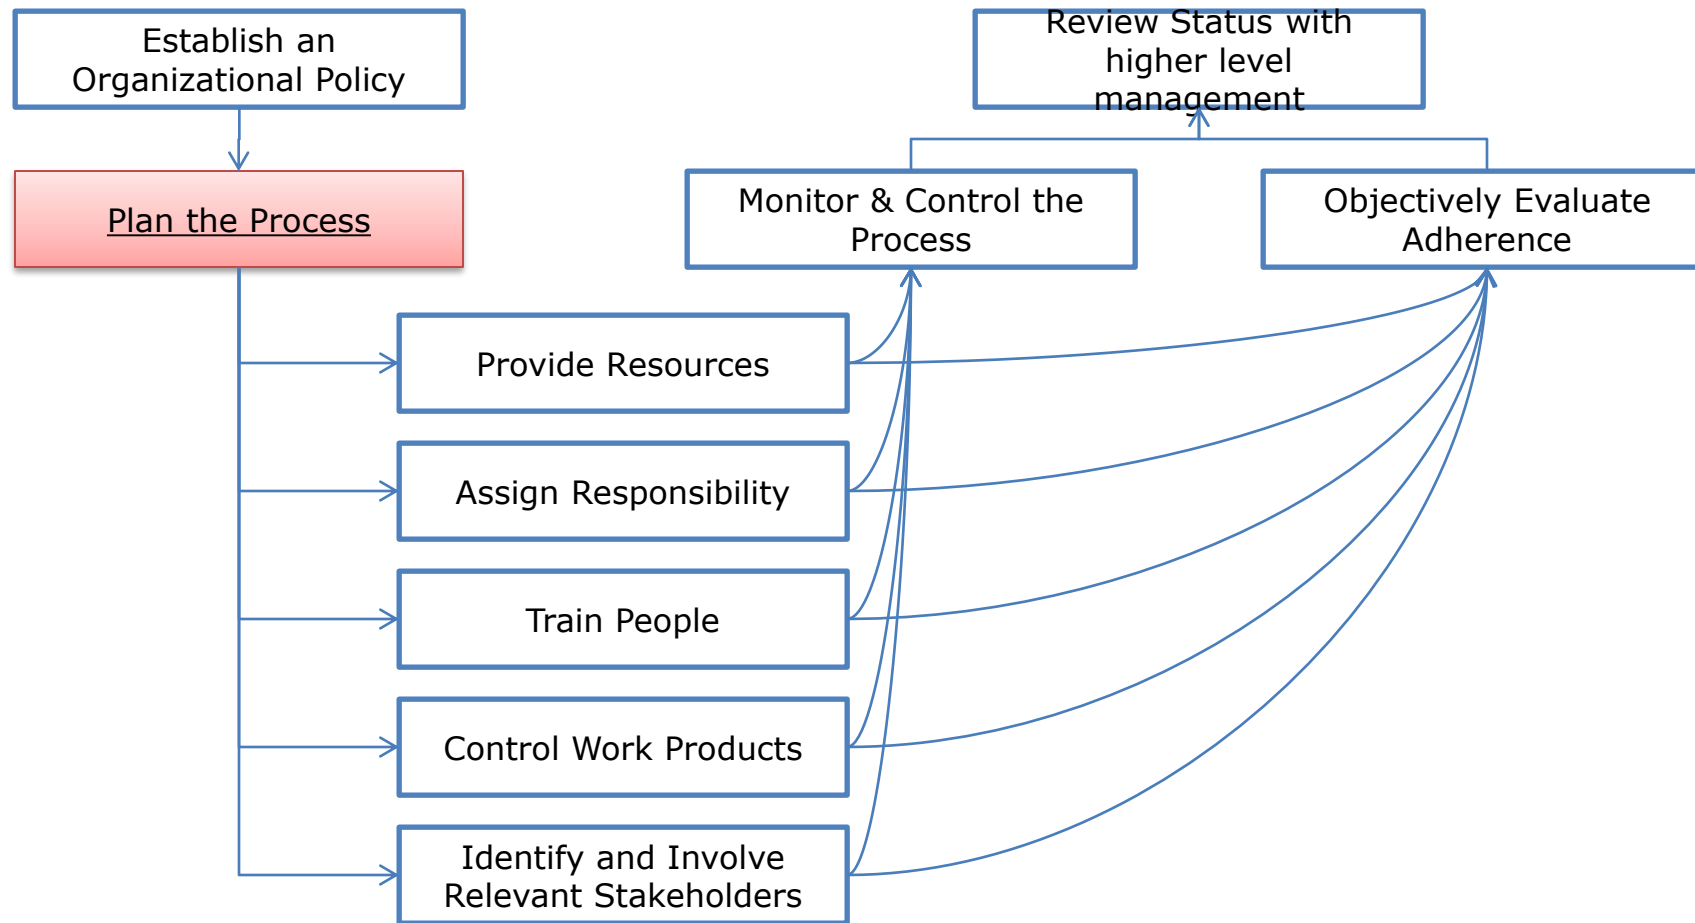 Establish an
Organizational Policy
Review Status with
higher level
management
Plan the Process
Monitor & Control the
Process
Objectively Evaluate
Adherence
Provide Resources
Assign Responsibility
Train People
Control Work Products
Identify and Involve
Relevant Stakeholders